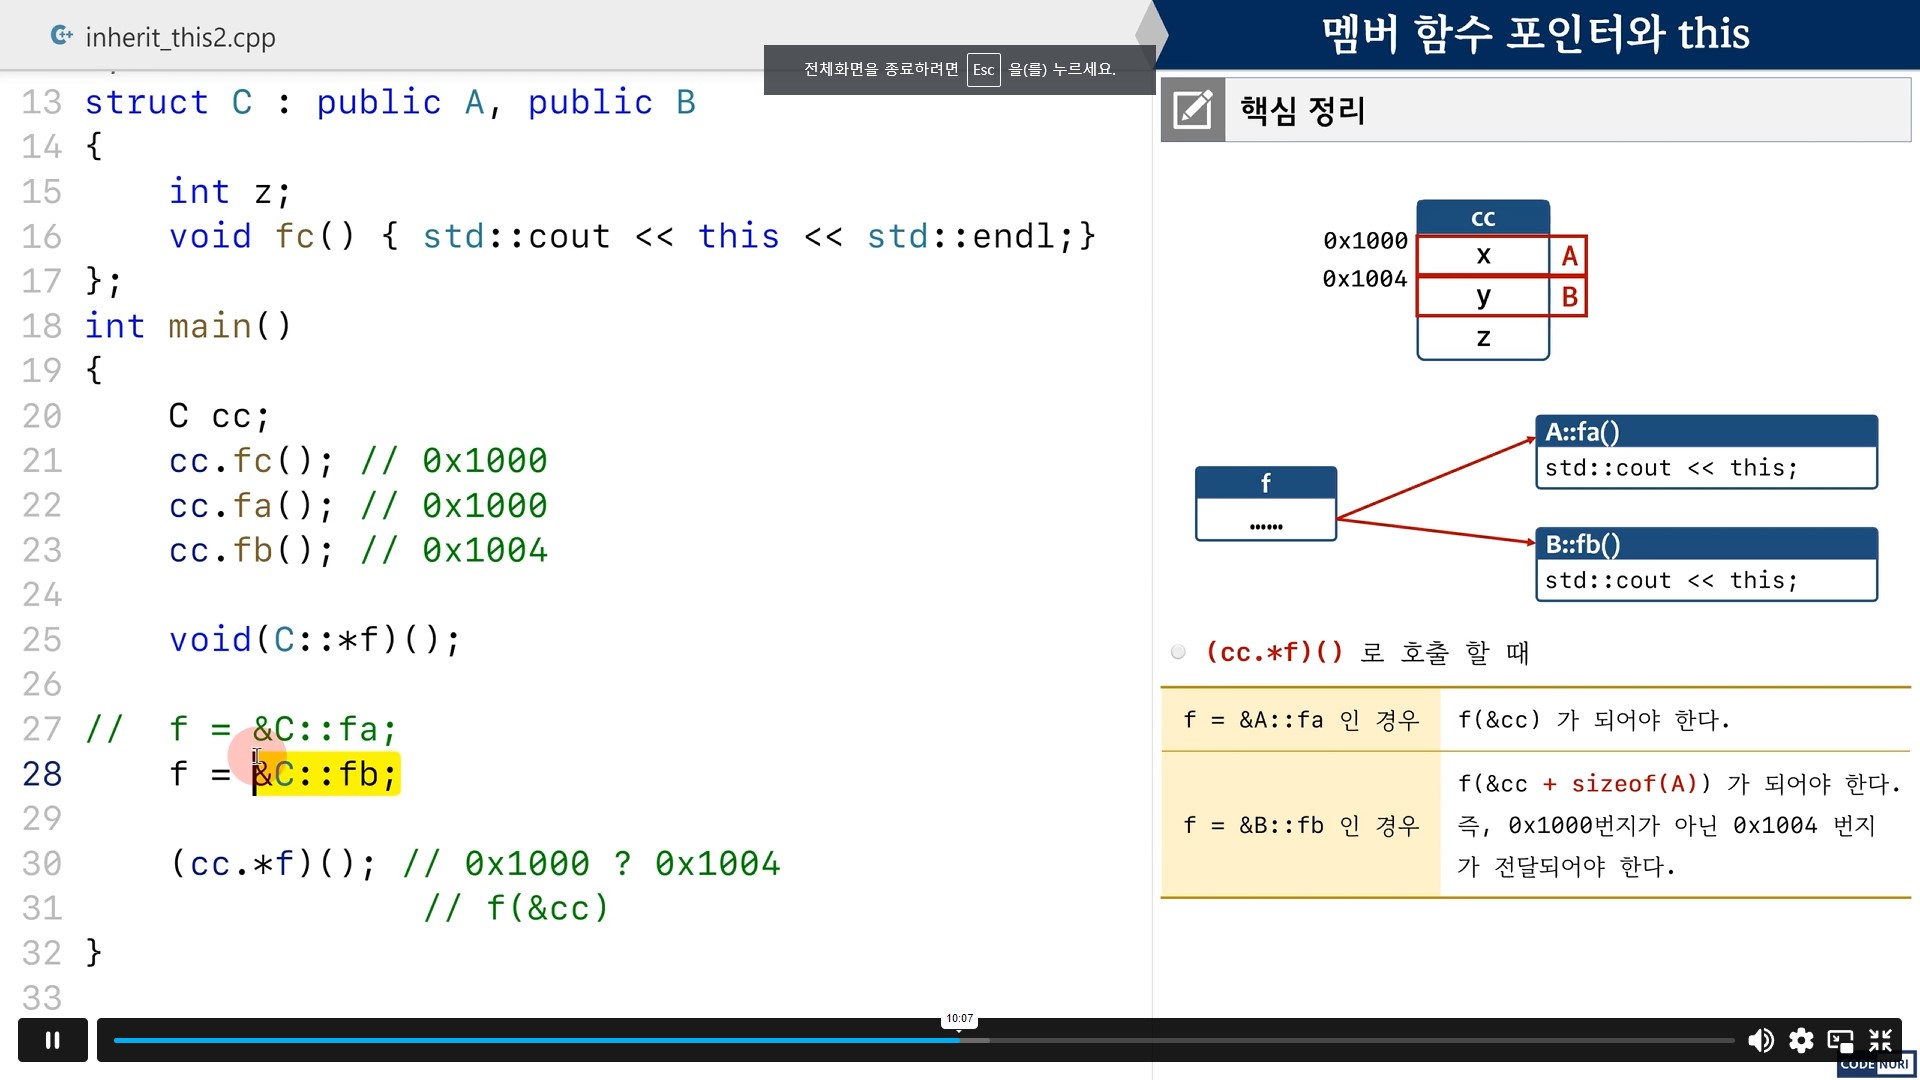 inherit_this2.cpp
멤버 함수 포인터와 this
전체화면을 종료하려면 Esc 을(를) 누르세요.
13 struct C : public A, public B
14 {
15 int z;
16 void fc() { std::cout << this << std::endl;}
17 };
18 int main()
19 {
20 C cc;
21 cc.fc(); // 0x1000
22 cc.fa(); // 0x1000
23 cc.fb(); // 0x1004
24
25 void(C::*f)();
26
27 // f = &C::fa;
28 f = &C::fb;
29
30 (cc.*f)(); // 0x1000 ? 0x1004
31 // f(&cc)
32 }
33
핵심 정리
cc
0x1000 x A
0x1004 y B
z
f
......
A::fa()
std::cout << this;
B::fb()
std::cout << this;
(cc.*f)() 로 호출 할 때
f = &A::fa 인 경우 f(&cc) 가 되어야 한다.
f = &B::fb 인 경우 f(&cc + sizeof(A)) 가 되어야 한다.
즉, 0x1000번지가 아닌 0x1004 번지
가 전달되어야 한다.
10:07
CODE NURI